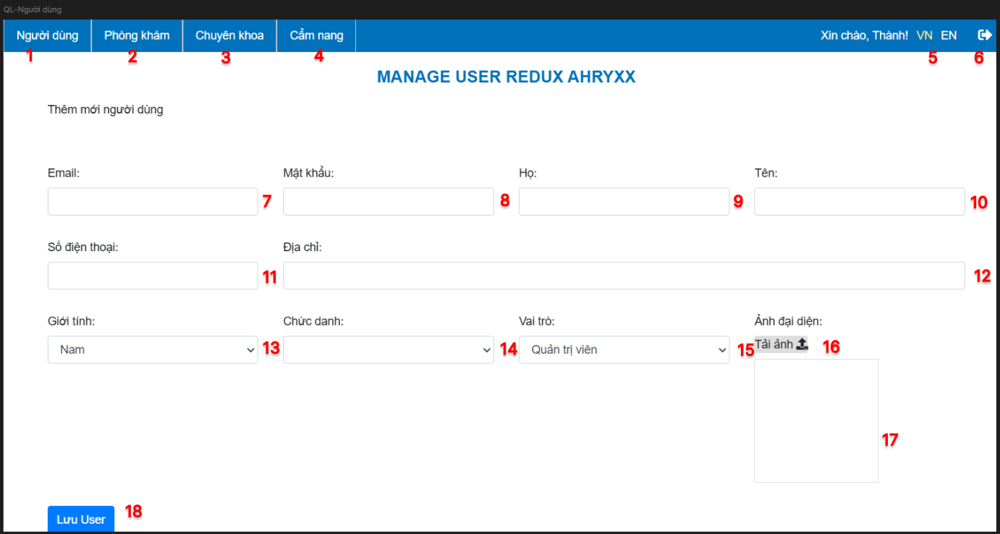 QL-Người dùng
Người dùng Phòng khám Chuyên khoa Cẩm nang Xin chào, Thành! VN EN
1 2 3 4 5 6
MANAGE USER REDUX AHRYXX
Thêm mới người dùng
Email: Mật khẩu: Họ: Tên:
7 8 9 10
Số điện thoại: Địa chỉ:
11 12
Giới tính: Chức danh: Vai trò: Ảnh đại diện:
Nam 13 14 Quản trị viên 15 Tải ảnh 16
17
Lưu User 18